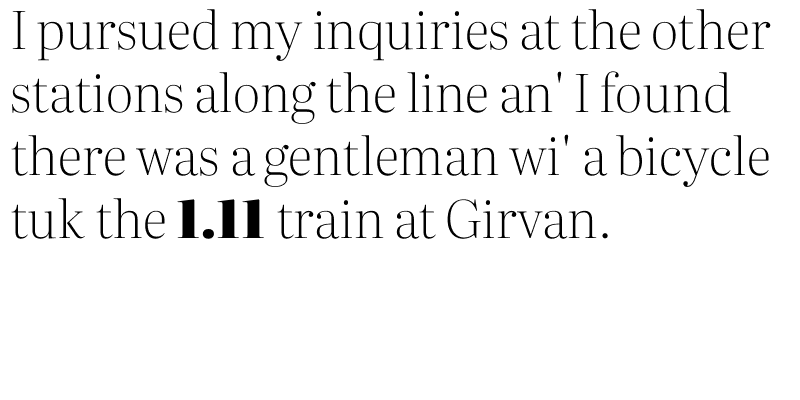 I pursued my inquiries at the other
stations along the line an' I found
there was a gentleman wi' a bicycle
tuk the 1.11 train at Girvan.